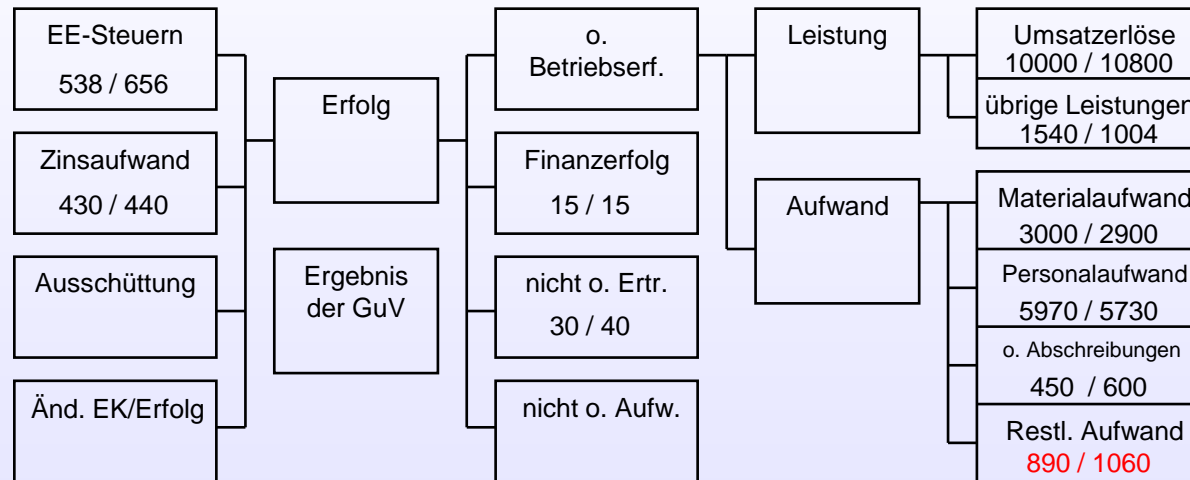 EE-Steuern
538 / 656
Zinsaufwand
430 / 440
Ausschüttung
Änd. EK/Erfolg
Erfolg
Ergebnis
der GuV
o.
Betriebserf.
Finanzerfolg
15 / 15
nicht o. Ertr.
30 / 40
nicht o. Aufw.
Leistung
Aufwand
Umsatzerlöse
10000 / 10800
übrige Leistungen
1540 / 1004
Materialaufwand
3000 / 2900
Personalaufwand
5970 / 5730
o. Abschreibungen
450 / 600
Restl. Aufwand
890 / 1060